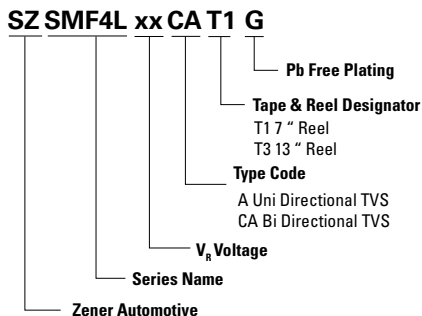 SZ SMF4L xx CA T1 G
Pb Free Plating
Tape & Reel Designator
T1 7 “ Reel
T3 13 “ Reel
Type Code
A Uni Directional TVS
CA Bi Directional TVS
VR Voltage
Series Name
Zener Automotive